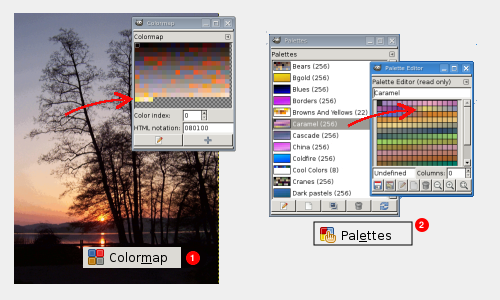 Colormap
Colormap
Color index: 0
HTML notation: 080100
Colormap
1
Palettes
Palettes
Bears (256)
Bgold (256)
Blues (256)
Borders (256)
Browns And Yellows (22)
Caramel (256)
Cascade (256)
China (256)
Coldfire (256)
Cool Colors (8)
Cranes (256)
Dark pastels (256)
Palette Editor
Palette Editor (read only)
Caramel
Undefined Columns: 0
Palettes
2